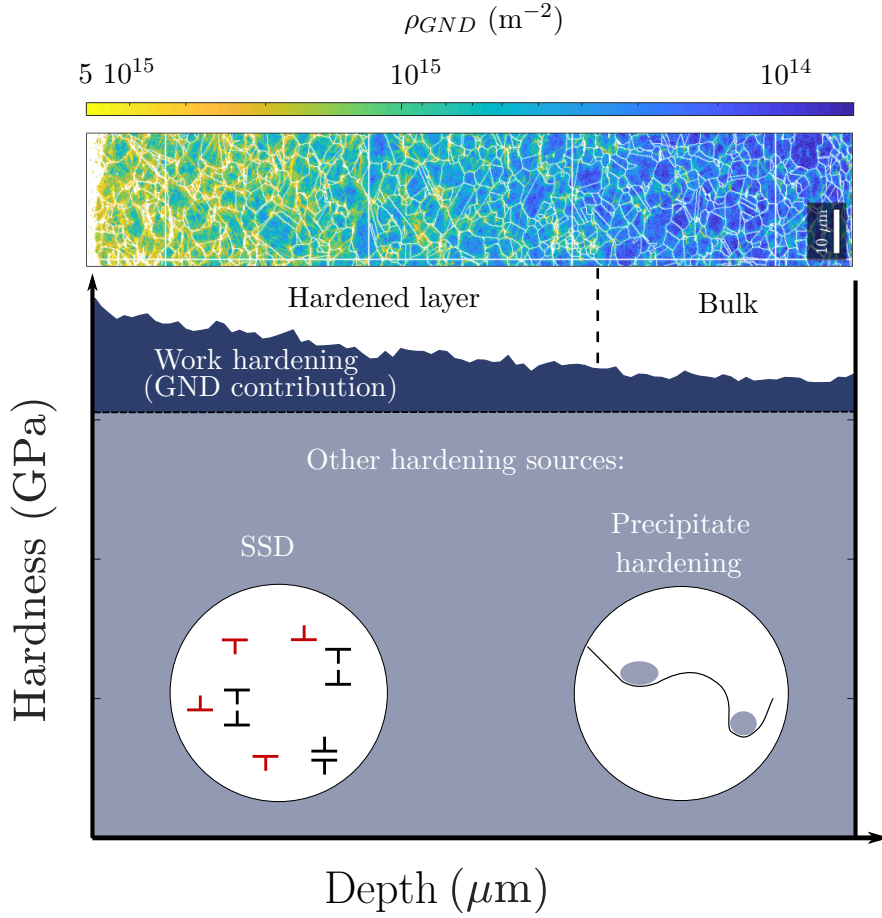 ρGND (m−2)
5 10^15 10^15 10^14
10 μm
Hardened layer Bulk
Work hardening
(GND contribution)
Other hardening sources:
SSD
Precipitate
hardening
Hardness (GPa)
Depth (μm)